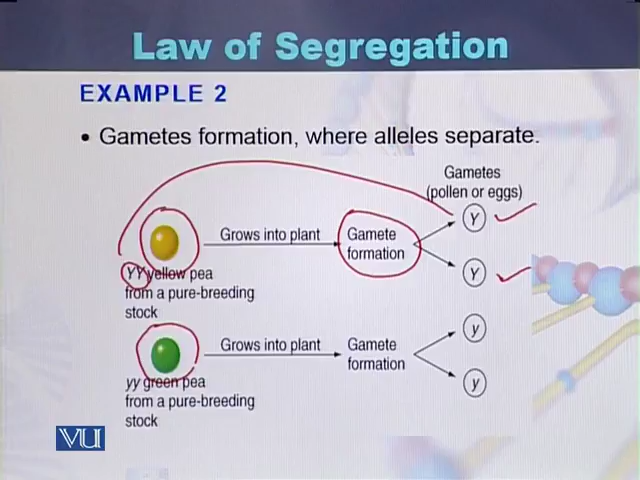 Law of Segregation
EXAMPLE 2
• Gametes formation, where alleles separate.
Gametes
(pollen or eggs)
Grows into plant
Gamete
formation
Y
Y
YY yellow pea
from a pure-breeding
stock
Grows into plant
Gamete
formation
y
y
yy green pea
from a pure-breeding
stock
VU